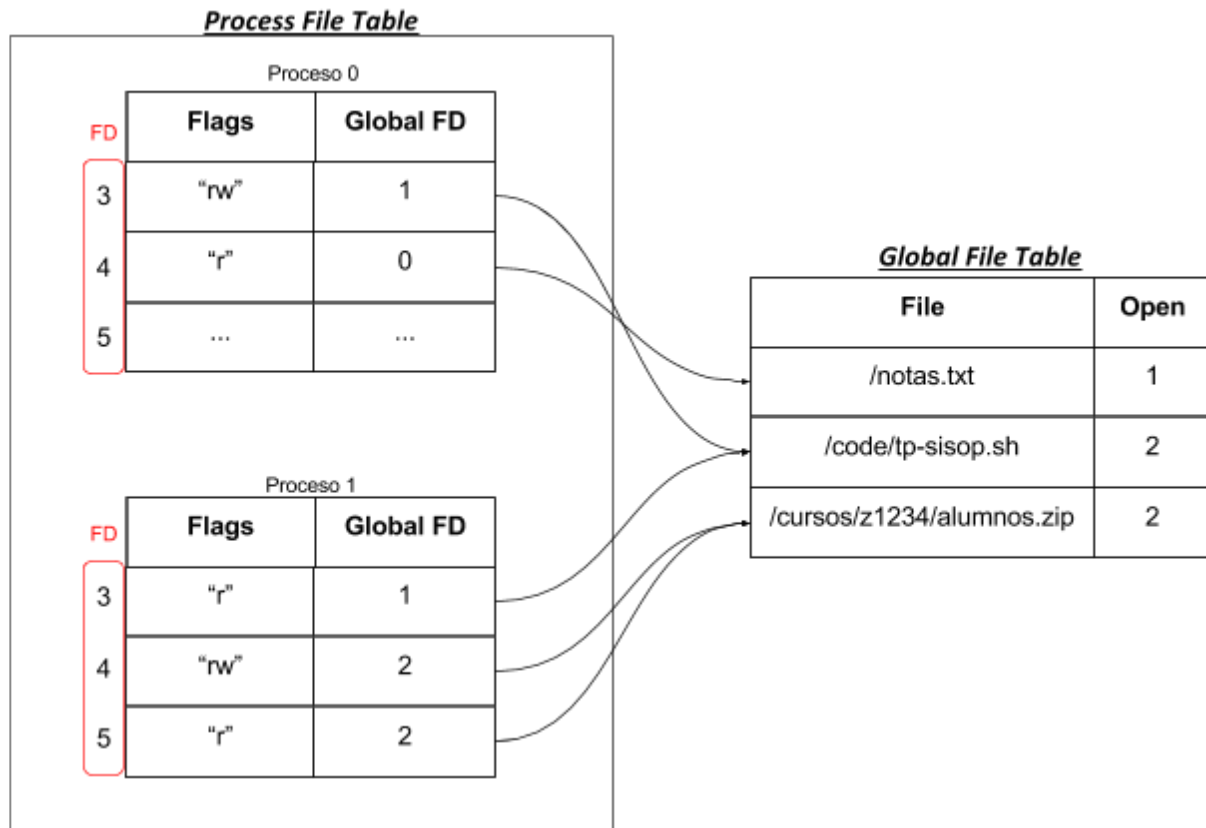 Process File Table
Proceso 0
FD Flags Global FD
3 “rw” 1
4 “r” 0
5 ... ...
Proceso 1
FD Flags Global FD
3 “r” 1
4 “rw” 2
5 “r” 2
Global File Table
File Open
/notas.txt 1
/code/tp-sisop.sh 2
/cursos/z1234/alumnos.zip 2